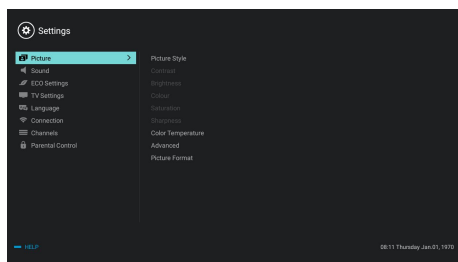 Settings
Picture
Sound
ECO Settings
TV Settings
Language
Connection
Channels
Parental Control
Picture Style
Contrast
Brightness
Colour
Saturation
Sharpness
Color Temperature
Advanced
Picture Format
HELP
08:11 Thursday Jan.01, 1970